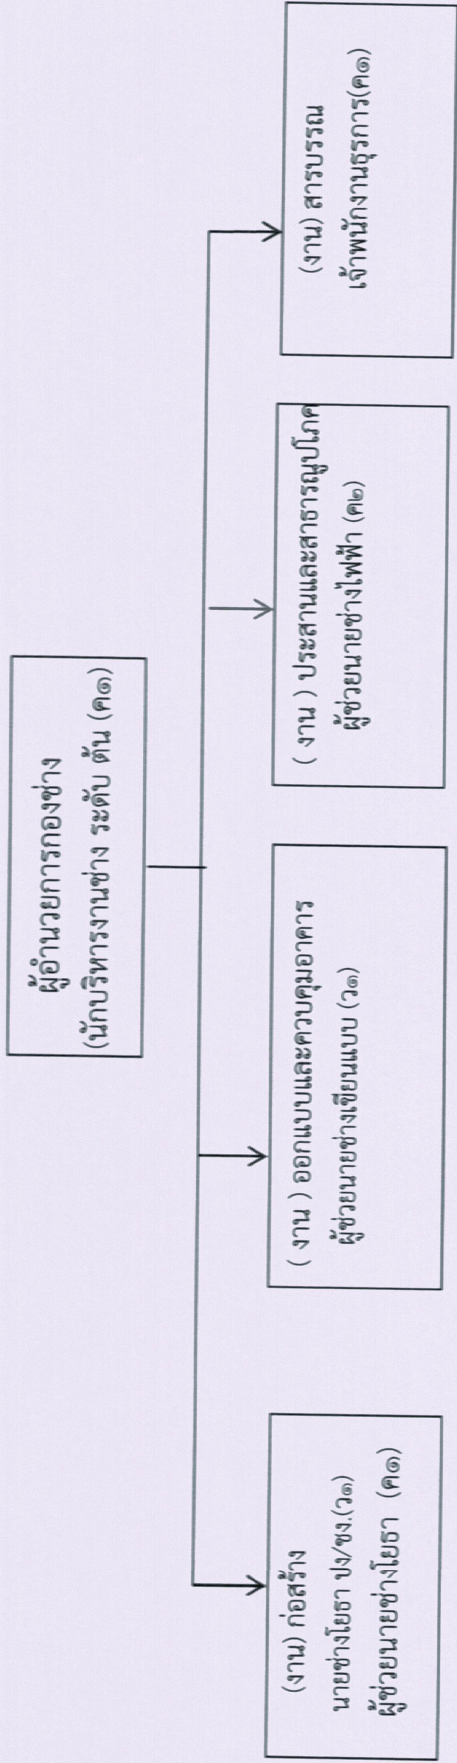 ผู้อำนวยการกองช่าง
(นักบริหารงานช่าง ระดับ ต้น (ค๑)
(งาน) ก่อสร้าง
นายช่างโยธา ปง/ชง.(ว๑)
ผู้ช่วยนายช่างโยธา (ค๑)
( งาน ) ออกแบบและควบคุมอาคาร
ผู้ช่วยนายช่างเขียนแบบ (ว๑)
( งาน ) ประสานและสาธารณูปโภค
ผู้ช่วยนายช่างไฟฟ้า (ค๒)
(งาน) สารบรรณ
เจ้าพนักงานธุรการ(ค๑)